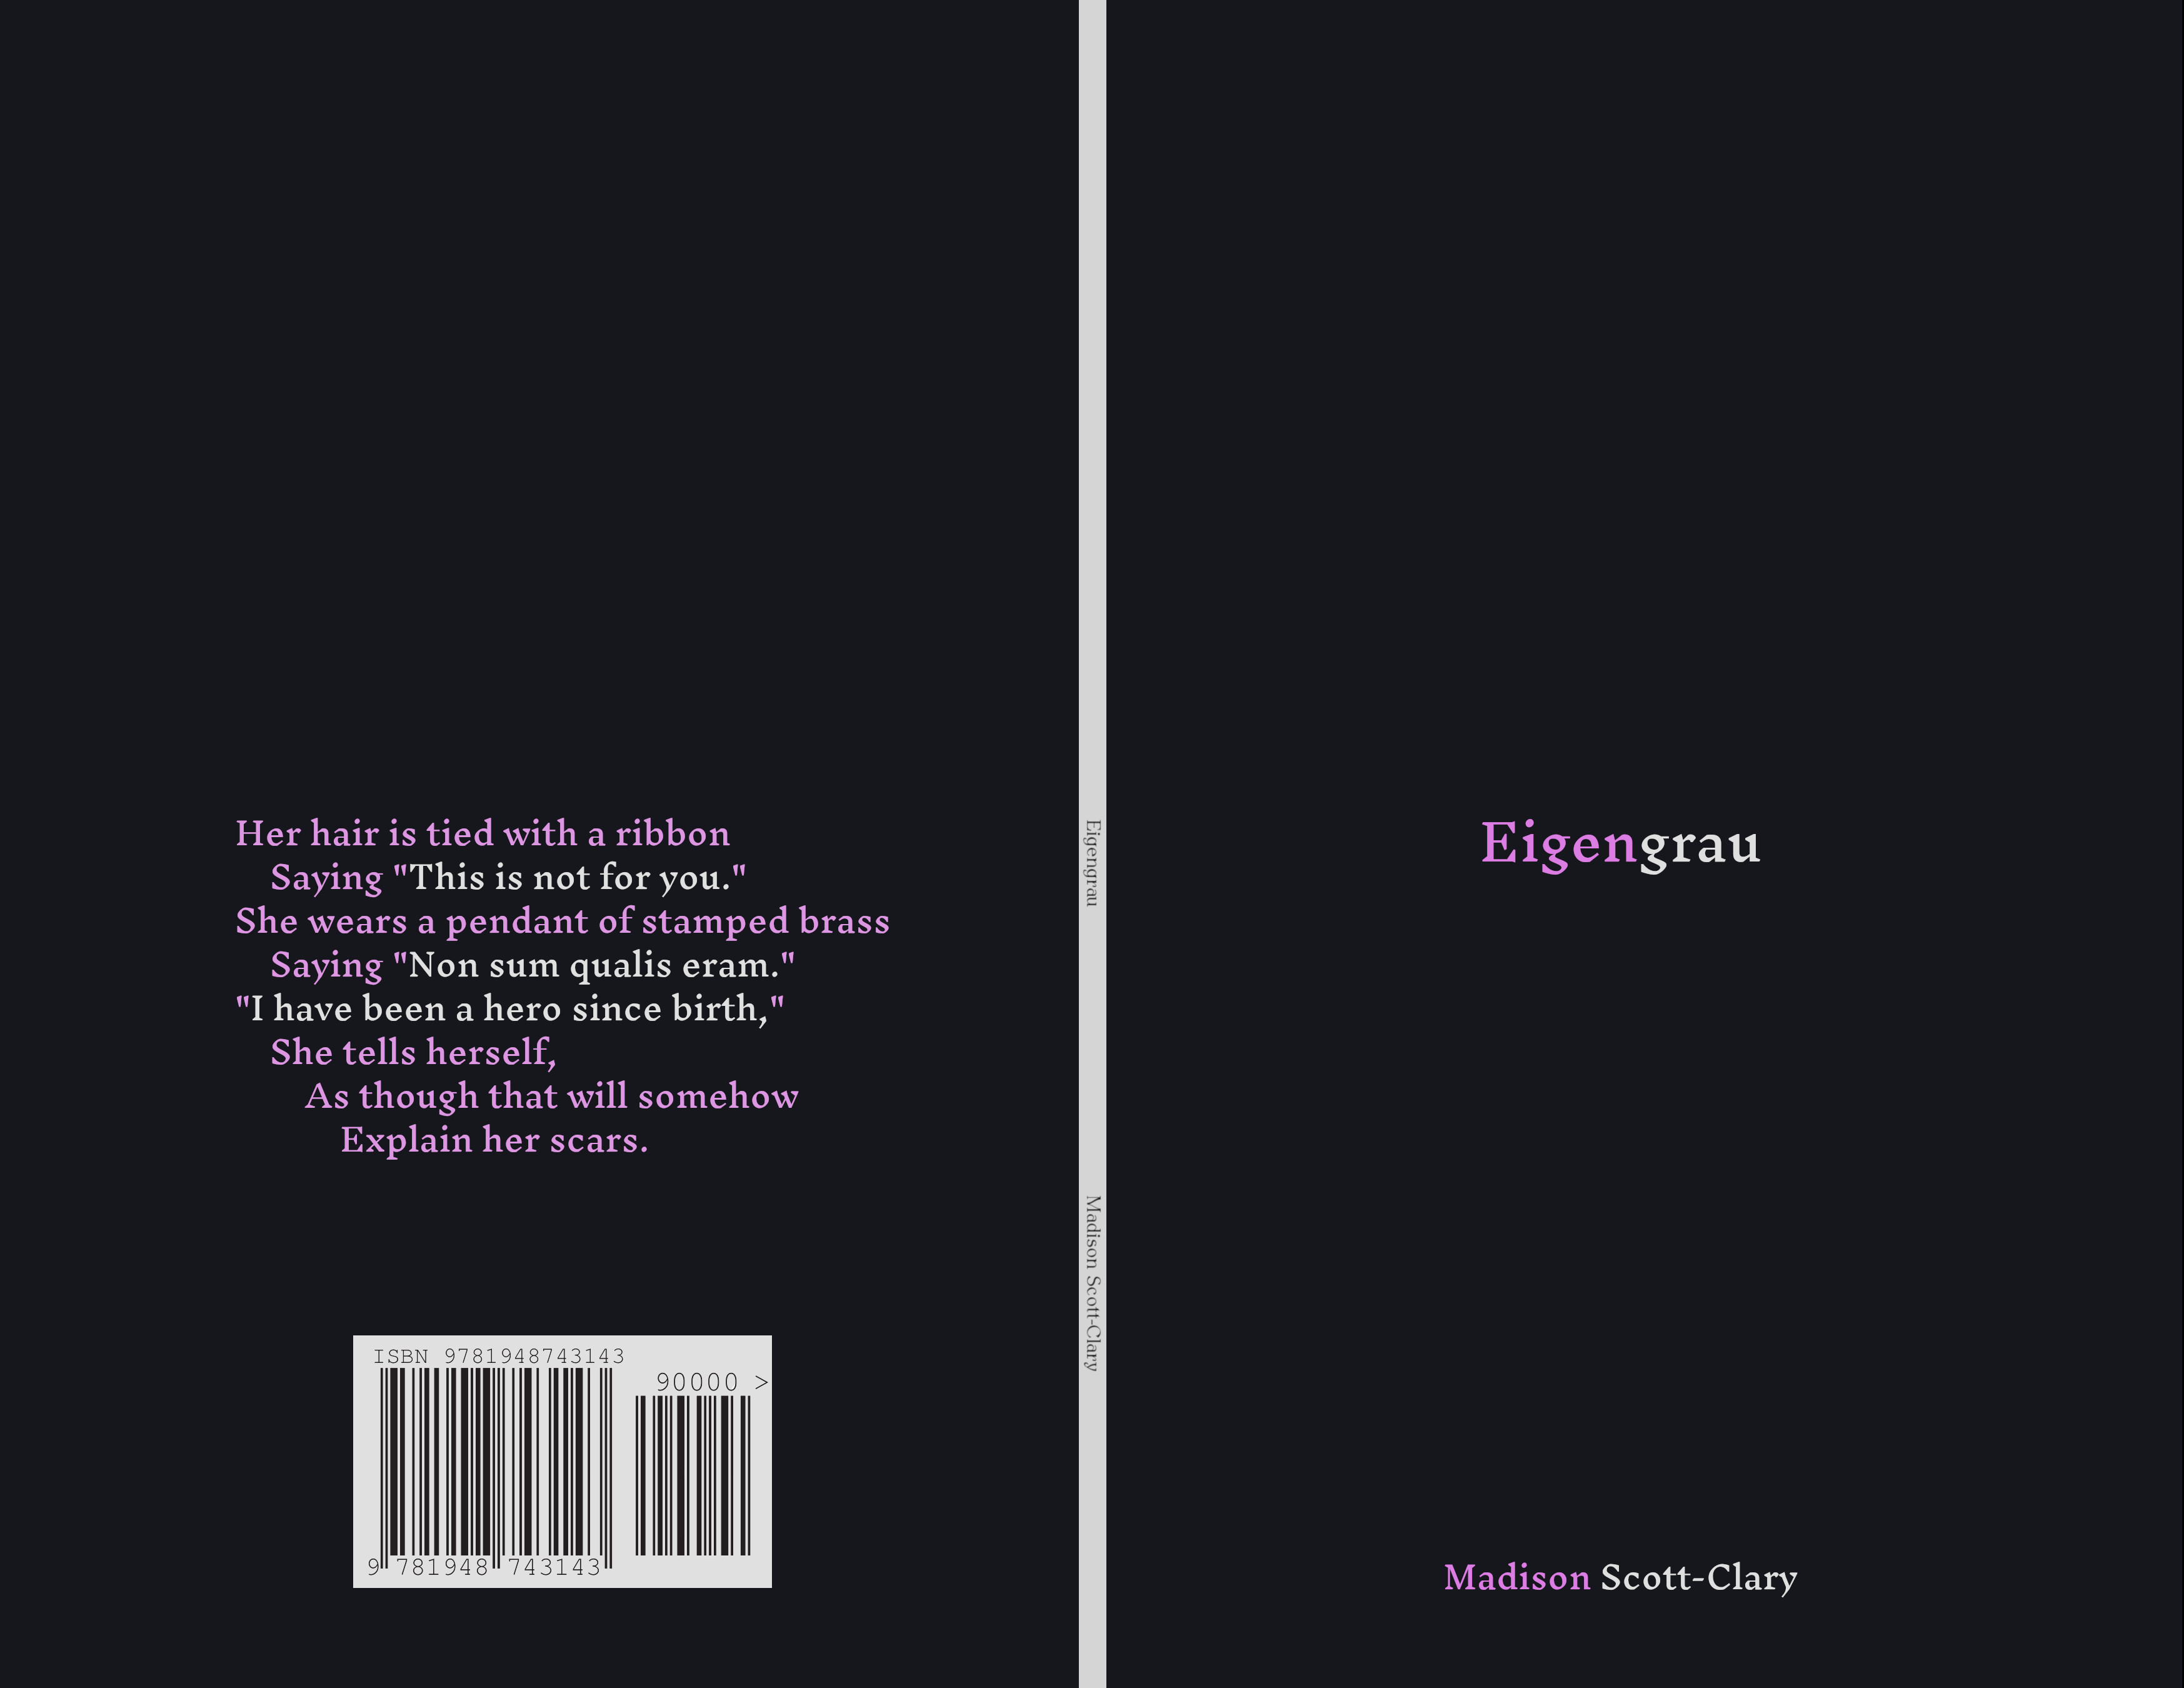 Her hair is tied with a ribbon
Saying "This is not for you."
She wears a pendant of stamped brass
Saying "Non sum qualis eram."
"I have been a hero since birth,"
She tells herself,
As though that will somehow
Explain her scars.
ISBN 9781948743143
90000 >
9 781948 743143
Eigengrau
Madison Scott-Clary
Eigengrau
Madison Scott-Clary